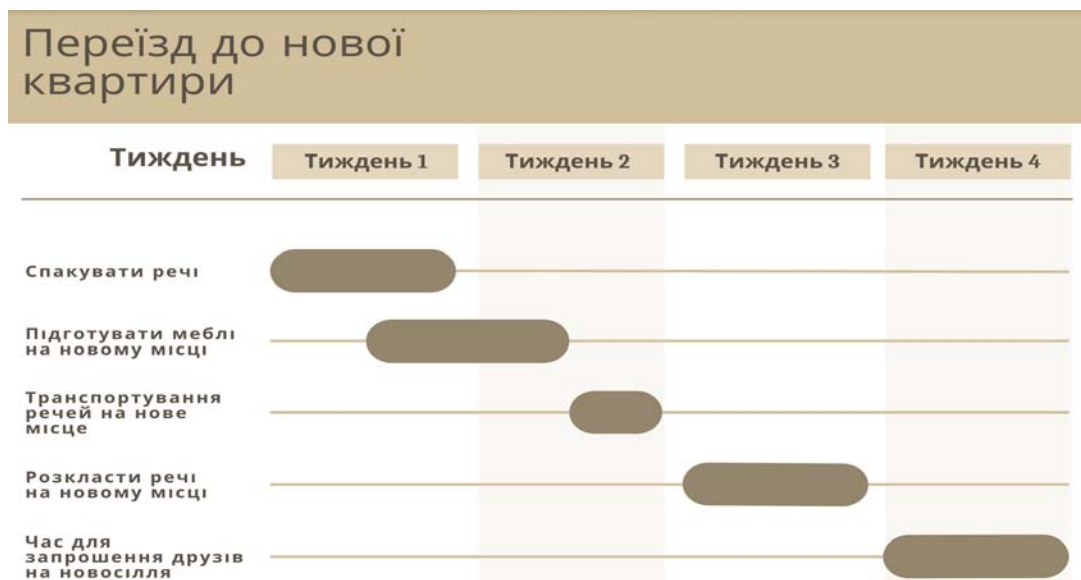 Переїзд до нової
квартири
Тиждень Тиждень 1 Тиждень 2 Тиждень 3 Тиждень 4
Спакувати речі
Підготувати меблі
на новому місці
Транспортування
речей на нове
місце
Розкласти речі
на новому місці
Час для
запрошення друзів
на новосілля